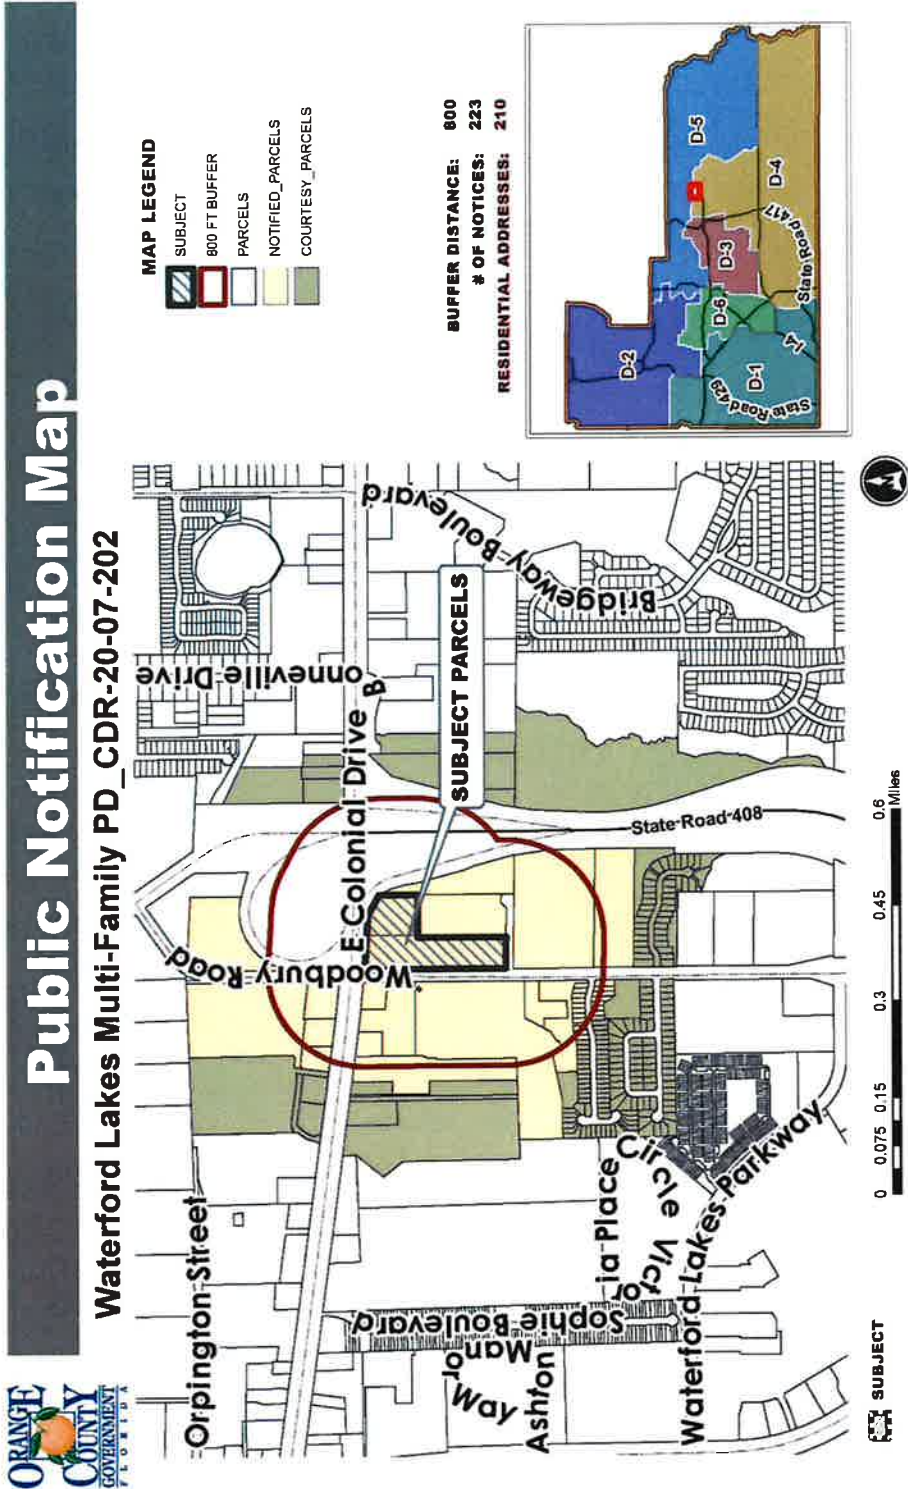 ORANGE
COUNTY
GOVERNMENT
FLORIDA
Public Notification Map
Waterford Lakes Multi-Family PD_CDR-20-07-202
MAP LEGEND
SUBJECT
800 FT BUFFER
PARCELS
NOTIFIED_PARCELS
COURTESY_PARCELS
BUFFER DISTANCE: 800
# OF NOTICES: 223
RESIDENTIAL ADDRESSES: 210
D-2
D-5
D-6
D-3
D-4
D-1
State Road 429
I4
State Road 417
Orpington Street
Woodbury Road
E Colonial Drive
Bonneville Drive
Bridgeway Boulevard
SUBJECT PARCELS
State Road 408
Sophie Boulevard
Ashton Manor Way
Victoria Place Circle
Waterford Lakes Parkway
SUBJECT
0 0.075 0.15 0.3 0.45 0.6
Miles
N